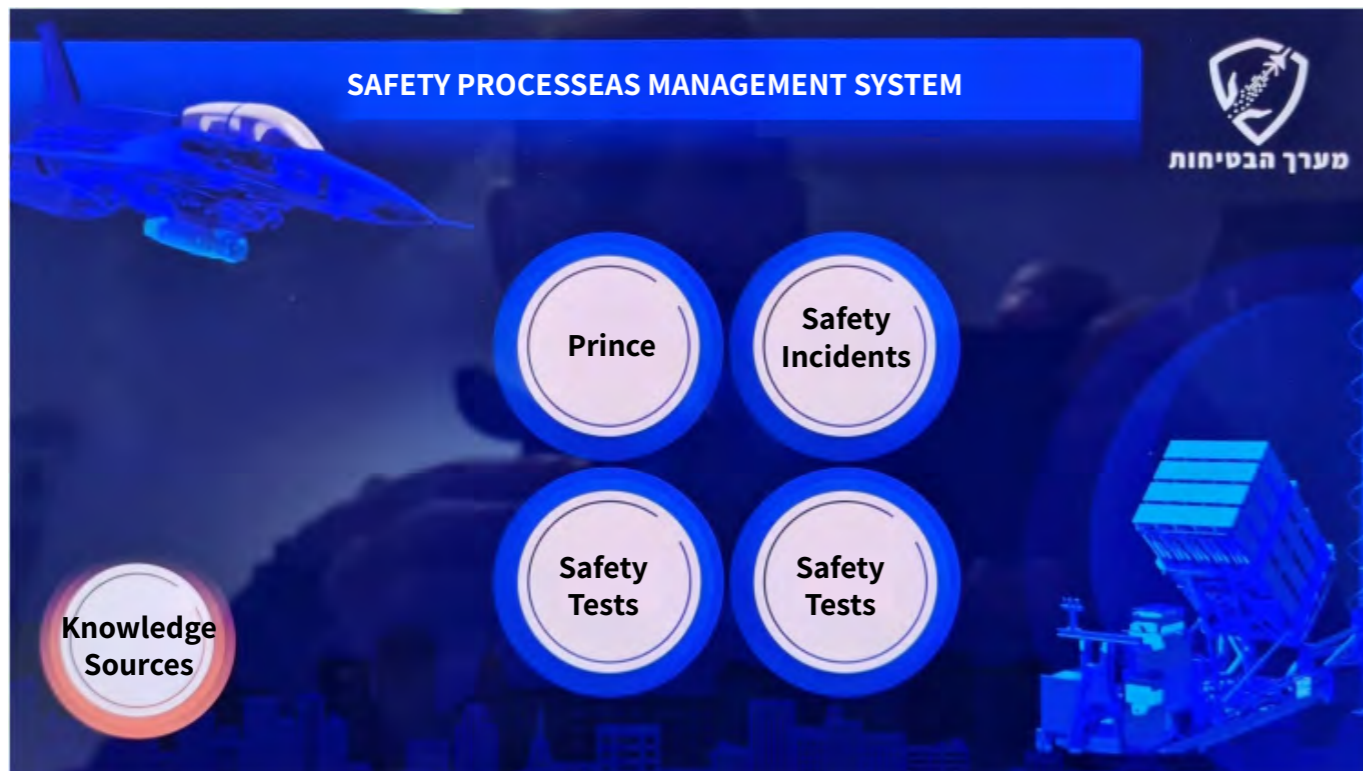 SAFETY PROCESSEAS MANAGEMENT SYSTEM
מערך הבטיחות
Prince
Safety
Incidents
Safety
Tests
Safety
Tests
Knowledge
Sources